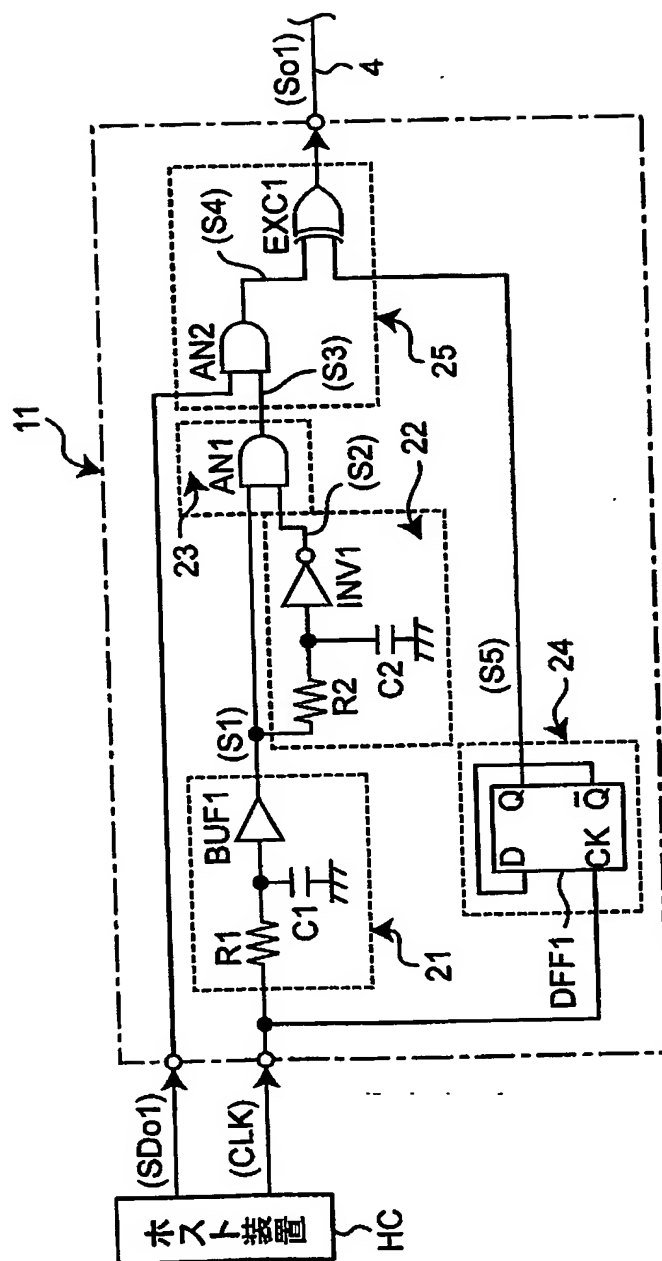 11
(SDo1)
(CLK)
ホスト装置
HC
R1
C1
BUF1
21
(S1)
R2
C2
INV1
22
(S2)
23
AN1
(S3)
AN2
(S4)
EXC1
25
(So1)
4
(S5)
24
D
Q
CK
Q̄
DFF1